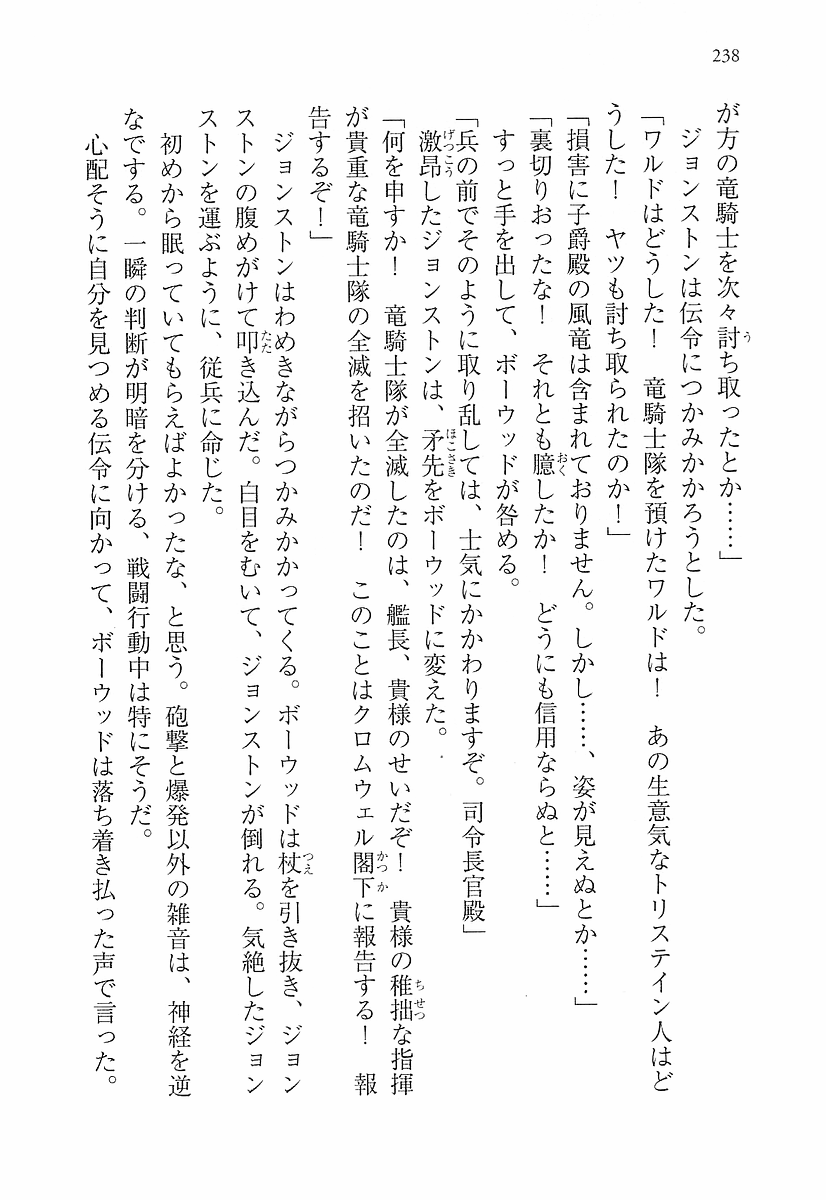 238
が方の竜騎士を次々討ち取ったとか……」
ジョンストンは伝令につかみかかろうとした。
「ワルドはどうした！　竜騎士隊を預けたワルドは！　あの生意気なトリステイン人はど
うした！　ヤツも討ち取られたのか！」
「損害に子爵殿の風竜は含まれておりません。しかし……、姿が見えぬとか……」
「裏切りおったな！　それとも臆したか！　どうにも信用ならぬと……」
すっと手を出して、ボーウッドが咎める。
「兵の前でそのように取り乱しては、士気にかかわりますぞ。司令長官殿」
激昂したジョンストンは、矛先をボーウッドに変えた。
「何を申すか！　竜騎士隊が全滅したのは、艦長、貴様のせいだぞ！　貴様の稚拙な指揮
が貴重な竜騎士隊の全滅を招いたのだ！　このことはクロムウェル閣下に報告する！　報
告するぞ！」
ジョンストンはわめきながらつかみかかってくる。ボーウッドは杖を引き抜き、ジョン
ストンの腹めがけて叩き込んだ。白目をむいて、ジョンストンが倒れる。気絶したジョン
ストンを運ぶように、従兵に命じた。
初めから眠っていてもらえばよかったな、と思う。砲撃と爆発以外の雑音は、神経を逆
なでする。一瞬の判断が明暗を分ける、戦闘行動中は特にそうだ。
心配そうに自分を見つめる伝令に向かって、ボーウッドは落ち着き払った声で言った。